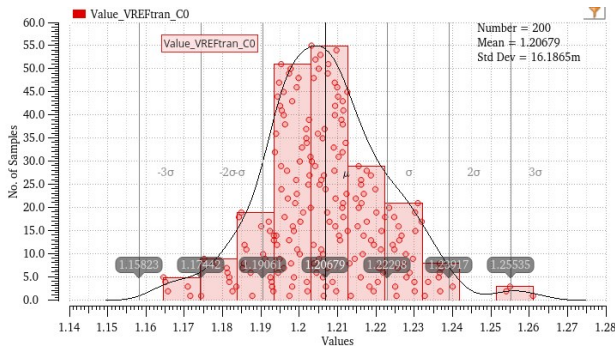 Value_VREFtran_C0
Number = 200
Mean = 1.20679
Std Dev = 16.1865m
Value_VREFtran_C0
60.0
55.0
50.0
45.0
40.0
35.0
30.0
25.0
20.0
15.0
10.0
5.0
0.0
No. of Samples
-3σ -2σ -σ μ σ 2σ 3σ
1.15823 1.17442 1.19061 1.20679 1.22298 1.23917 1.25535
1.14 1.15 1.16 1.17 1.18 1.19 1.2 1.21 1.22 1.23 1.24 1.25 1.26 1.27 1.28
Values